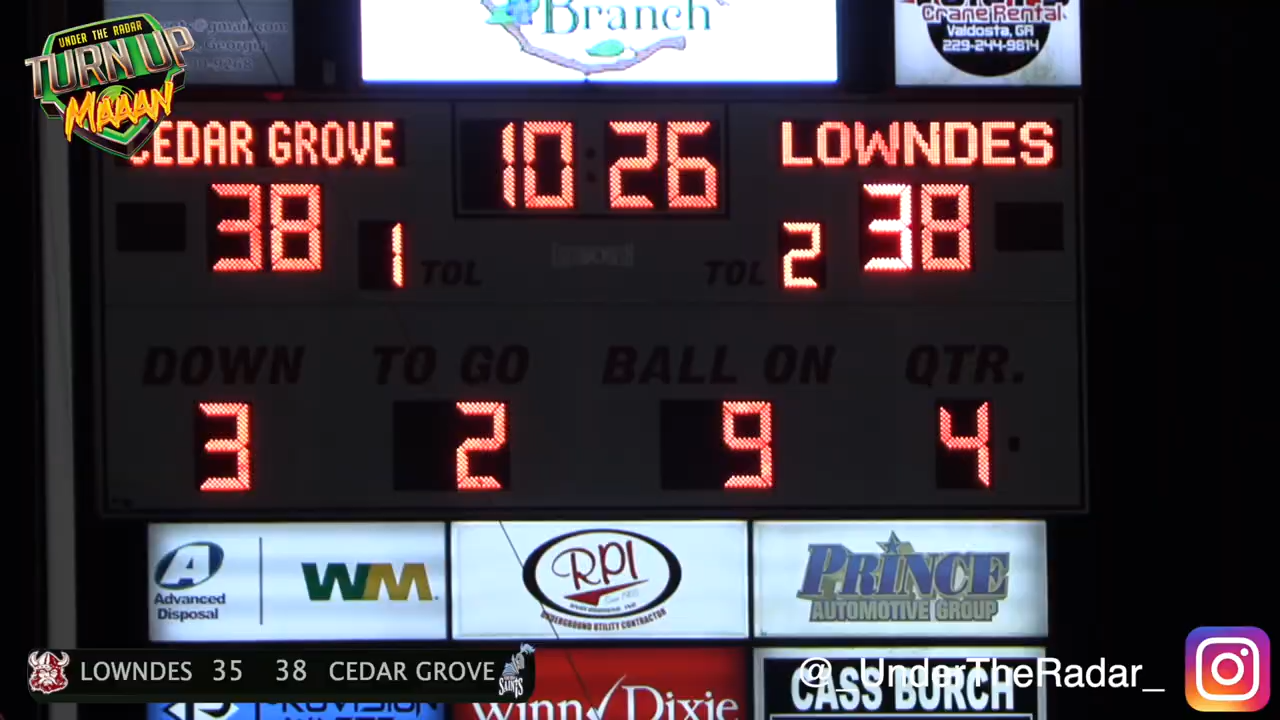 Branch
Crane Rental
Valdosta, GA
229-244-9814
UNDER THE RADAR
TURN UP
MAAAN
CEDAR GROVE
10:26
LOWNDES
38
1
TOL
TOL
2
38
DOWN
TO GO
BALL ON
QTR.
3
2
9
4
A
Advanced
Disposal
WM
RPI
UNDERGROUND UTILITY CONTRACTOR
PRINCE
AUTOMOTIVE GROUP
LOWNDES 35 38 CEDAR GROVE
SAINTS
Winn Dixie
CASS BURCH
@_UnderTheRadar_